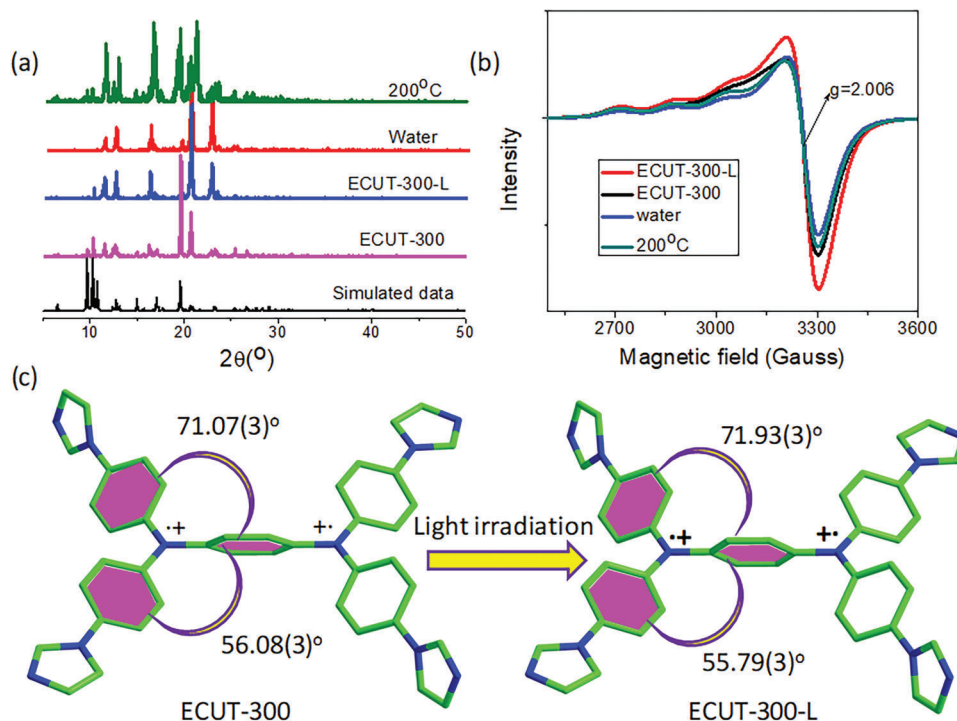 (a)
200°C
Water
ECUT-300-L
ECUT-300
Simulated data
10 20 30 40 50
2θ(°)
(b)
g=2.006
Intensity
ECUT-300-L
ECUT-300
water
200°C
2700 3000 3300 3600
Magnetic field (Gauss)
(c)
71.07(3)°
·+ +·
56.08(3)°
ECUT-300
Light irradiation
71.93(3)°
·+ +·
55.79(3)°
ECUT-300-L